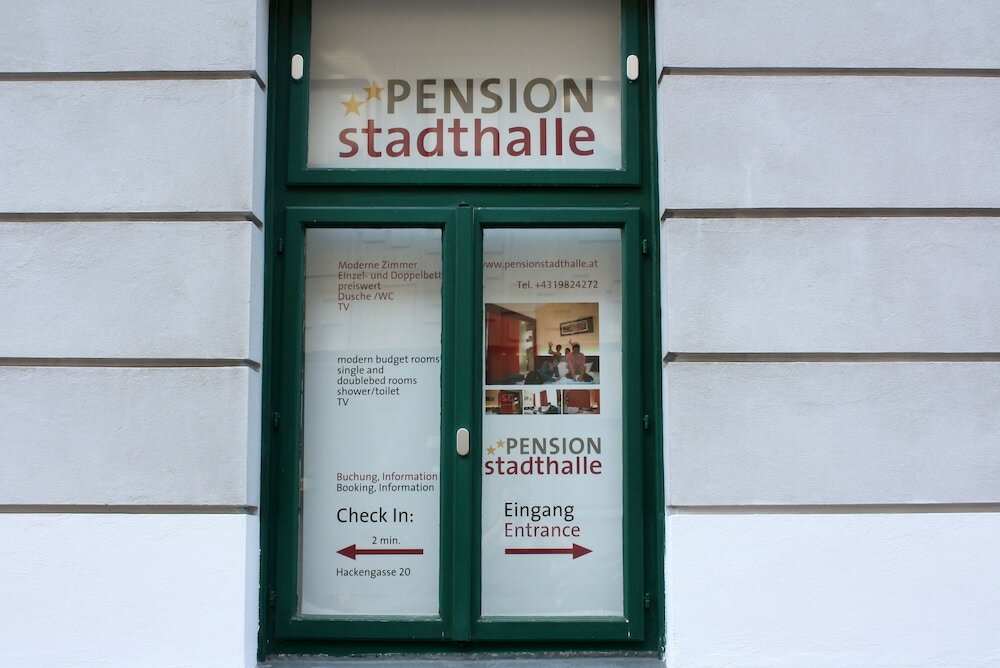 PENSION
stadthalle
Moderne Zimmer
Einzel- und Doppelbett
preiswert
Dusche /WC
TV
modern budget rooms
single and
doublebed rooms
shower/toilet
TV
Buchung, Information
Booking, Information
Check In:
2 min.
Hackengasse 20
www.pensionstadthalle.at
Tel. +4319824272
PENSION
stadthalle
Eingang
Entrance